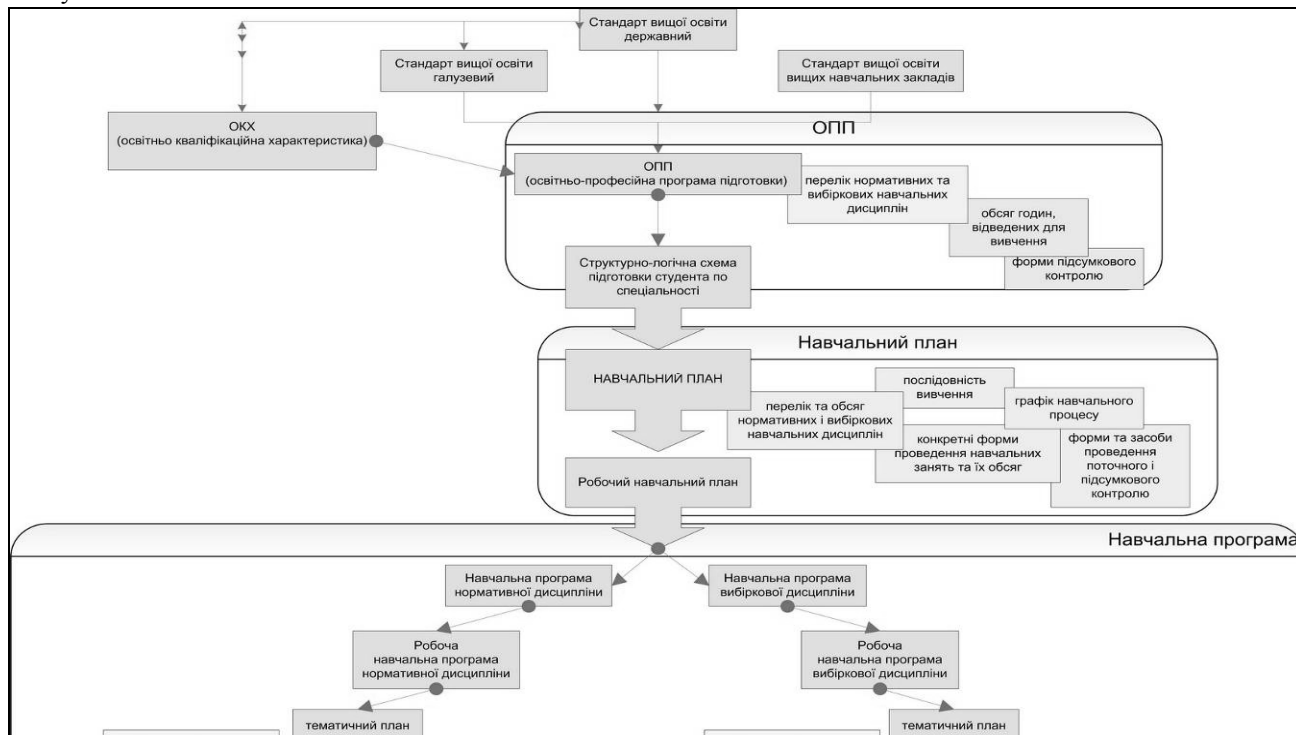 Стандарт вищої освіти
державний
Стандарт вищої освіти
галузевий
Стандарт вищої освіти
вищих навчальних закладів
ОКХ
(освітньо кваліфікаційна характеристика)
ОПП
ОПП
(освітньо-професійна програма підготовки)
перелік нормативних та
вибіркових навчальних
дисциплін
обсяг годин,
відведених для
вивчення
форми підсумкового
контролю
Структурно-логічна схема
підготовки студента по
спеціальності
Навчальний план
НАВЧАЛЬНИЙ ПЛАН
послідовність
вивчення
графік навчального
процесу
перелік та обсяг
нормативних і вибіркових
навчальних дисциплін
конкретні форми
проведення навчальних
занять та їх обсяг
форми та засоби
проведення
поточного і
підсумкового
контролю
Робочий навчальний план
Навчальна програма
Навчальна програма
нормативної дисципліни
Навчальна програма
вибіркової дисципліни
Робоча
навчальна програма
нормативної дисципліни
Робоча
навчальна програма
вибіркової дисципліни
тематичний план
тематичний план